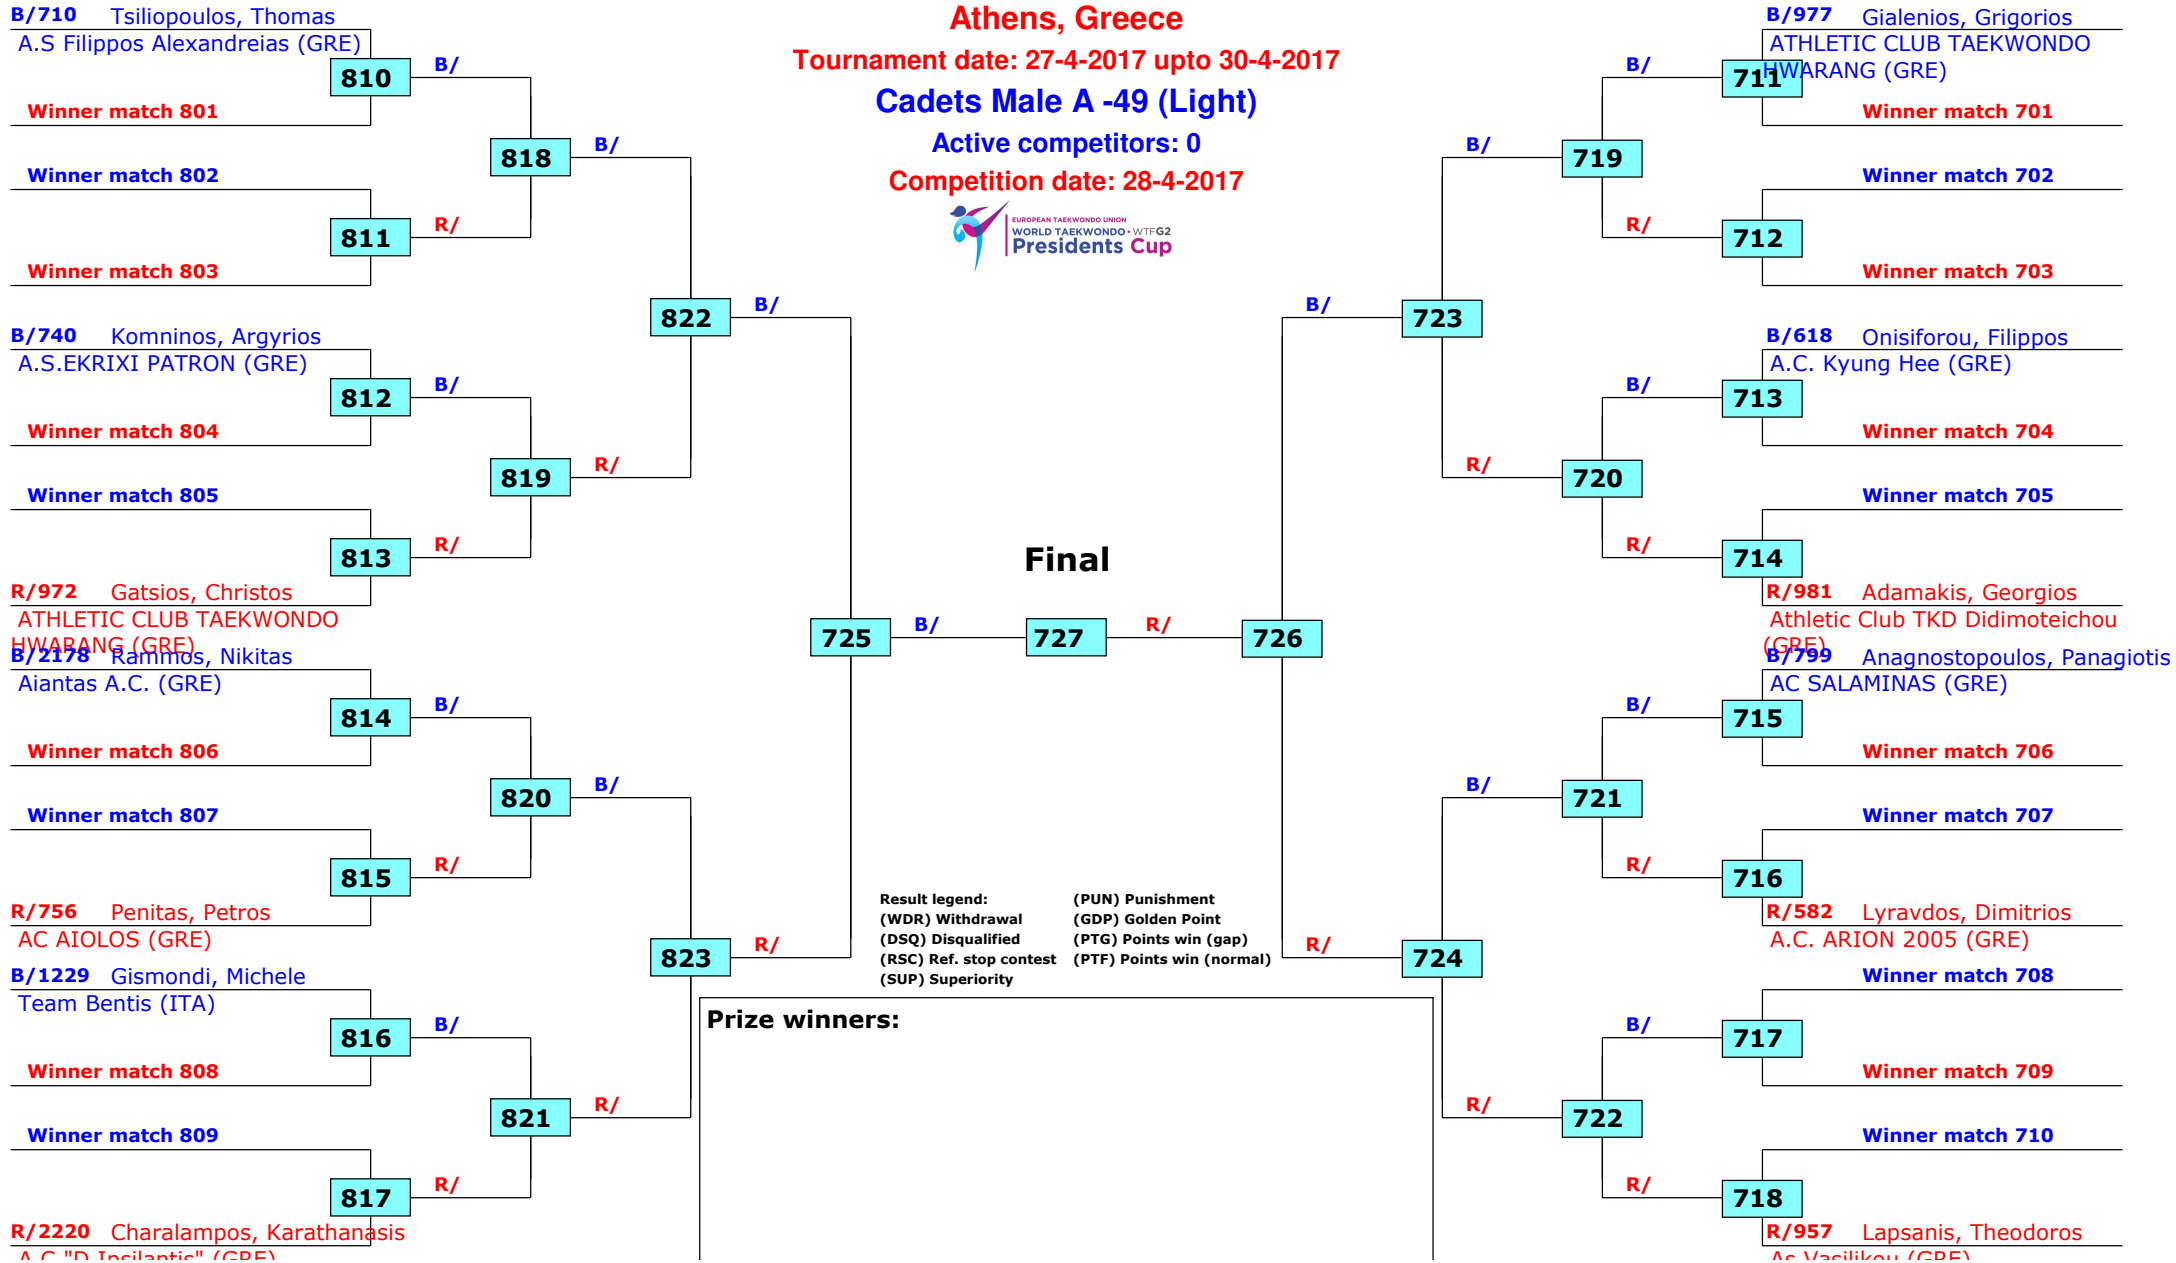 Athens, Greece
Tournament date: 27-4-2017 upto 30-4-2017
Cadets Male A -49 (Light)
Active competitors: 0
Competition date: 28-4-2017
EUROPEAN TAEKWONDO UNION
WORLD TAEKWONDO • WTFG2
Presidents Cup
B/710 Tsiliopoulos, Thomas
A.S Filippos Alexandreias (GRE)
810
B/
Winner match 801
818
B/
Winner match 802
811
R/
Winner match 803
822
B/
B/740 Komninos, Argyrios
A.S.EKRIXI PATRON (GRE)
812
B/
Winner match 804
819
R/
Winner match 805
813
R/
R/972 Gatsios, Christos
ATHLETIC CLUB TAEKWONDO
HWARANG (GRE)
725
B/
B/2178 Rammos, Nikitas
Aiantas A.C. (GRE)
814
B/
Winner match 806
820
B/
Winner match 807
815
R/
R/756 Penitas, Petros
AC AIOLOS (GRE)
823
R/
B/1229 Gismondi, Michele
Team Bentis (ITA)
816
B/
Winner match 808
821
R/
Winner match 809
817
R/
R/2220 Charalampos, Karathanasis
A.C "D.Ipsilantis" (GRE)
Final
727
R/
726
B/977 Gialenios, Grigorios
ATHLETIC CLUB TAEKWONDO
HWARANG (GRE)
B/
711
Winner match 701
B/
719
Winner match 702
R/
712
Winner match 703
B/
723
B/618 Onisiforou, Filippos
A.C. Kyung Hee (GRE)
B/
713
Winner match 704
R/
720
Winner match 705
R/
714
R/981 Adamakis, Georgios
Athletic Club TKD Didimoteichou
(GRE)
B/799 Anagnostopoulos, Panagiotis
AC SALAMINAS (GRE)
B/
715
Winner match 706
B/
721
Winner match 707
R/
716
R/582 Lyravdos, Dimitrios
A.C. ARION 2005 (GRE)
R/
724
Winner match 708
B/
717
Winner match 709
R/
722
Winner match 710
R/
718
R/957 Lapsanis, Theodoros
As Vasilikou (GRE)
Result legend:
(WDR) Withdrawal
(DSQ) Disqualified
(RSC) Ref. stop contest
(SUP) Superiority
(PUN) Punishment
(GDP) Golden Point
(PTG) Points win (gap)
(PTF) Points win (normal)
Prize winners: